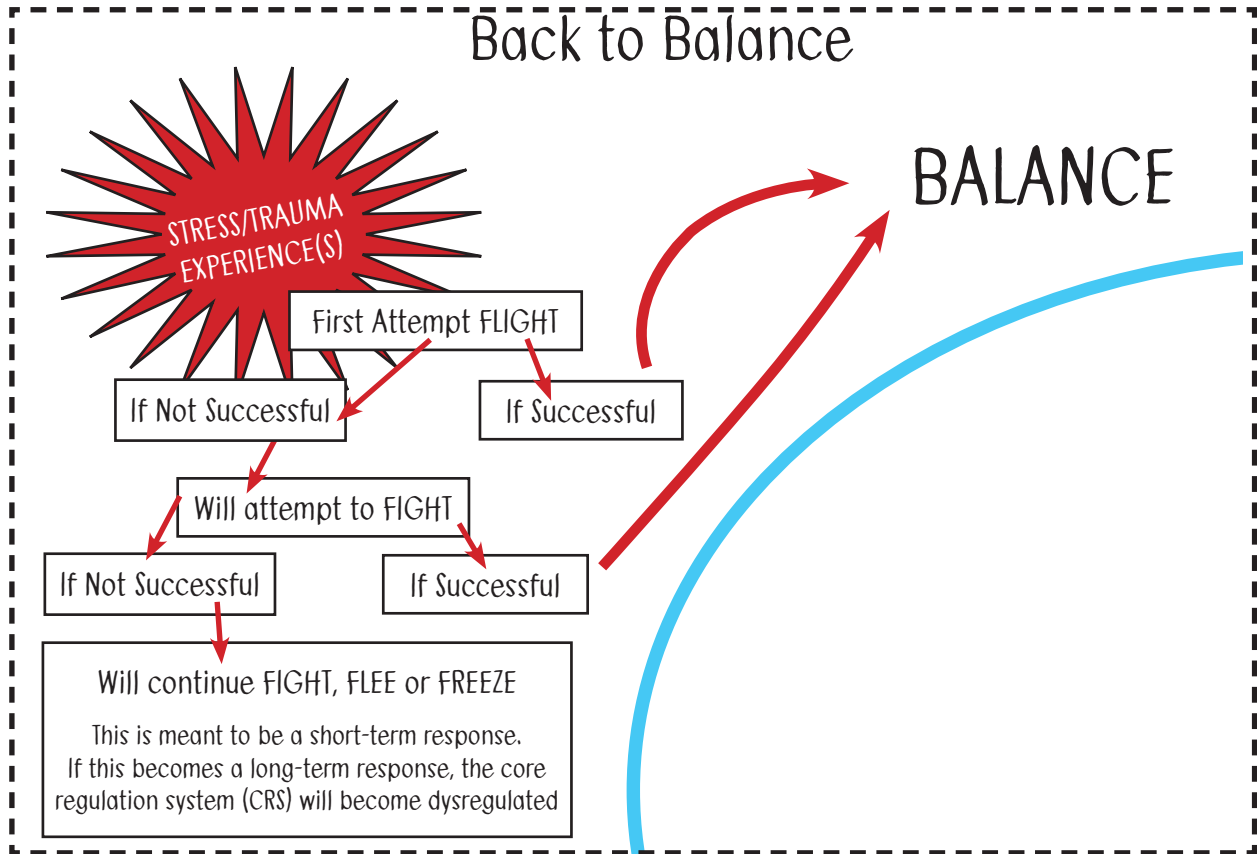 Back to Balance
BALANCE
STRESS/TRAUMA
EXPERIENCE(S)
First Attempt FLIGHT
If Not Successful
If Successful
Will attempt to FIGHT
If Not Successful
If Successful
Will continue FIGHT, FLEE or FREEZE
This is meant to be a short-term response.
If this becomes a long-term response, the core
regulation system (CRS) will become dysregulated